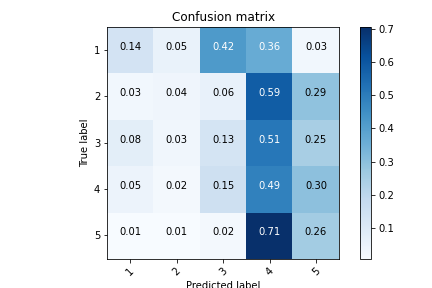 Confusion matrix
1 0.14 0.05 0.42 0.36 0.03
2 0.03 0.04 0.06 0.59 0.29
3 0.08 0.03 0.13 0.51 0.25
4 0.05 0.02 0.15 0.49 0.30
5 0.01 0.01 0.02 0.71 0.26
1 2 3 4 5
True label
Predicted label
0.7
0.6
0.5
0.4
0.3
0.2
0.1